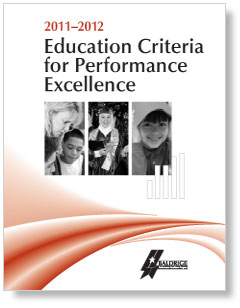 2011–2012
Education Criteria
for Performance
Excellence
BALDRIGE